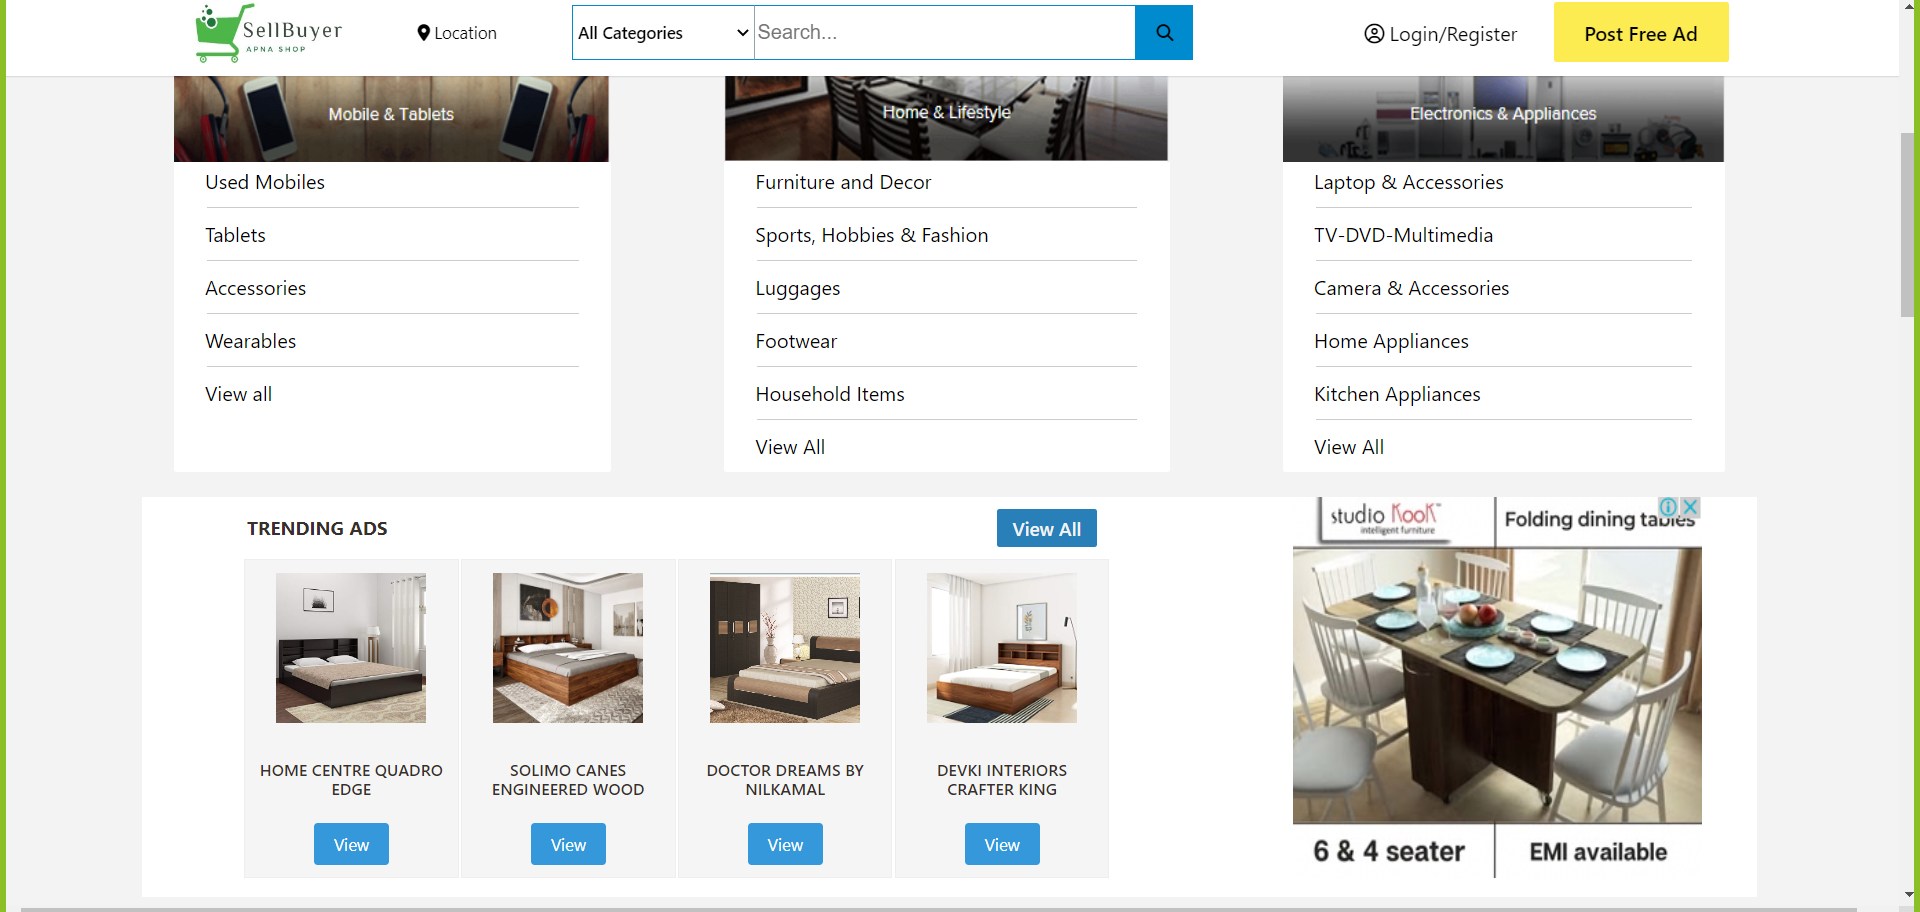 SellBuyer
APNA SHOP
Location
All Categories
Search...
Login/Register
Post Free Ad
Mobile & Tablets
Used Mobiles
Tablets
Accessories
Wearables
View all
Home & Lifestyle
Furniture and Decor
Sports, Hobbies & Fashion
Luggages
Footwear
Household Items
View All
Electronics & Appliances
Laptop & Accessories
TV-DVD-Multimedia
Camera & Accessories
Home Appliances
Kitchen Appliances
View All
TRENDING ADS
View All
HOME CENTRE QUADRO
EDGE
View
SOLIMO CANES
ENGINEERED WOOD
View
DOCTOR DREAMS BY
NILKAMAL
View
DEVKI INTERIORS
CRAFTER KING
View
studio kook™
intelligent furniture
Folding dining tables
6 & 4 seater
EMI available